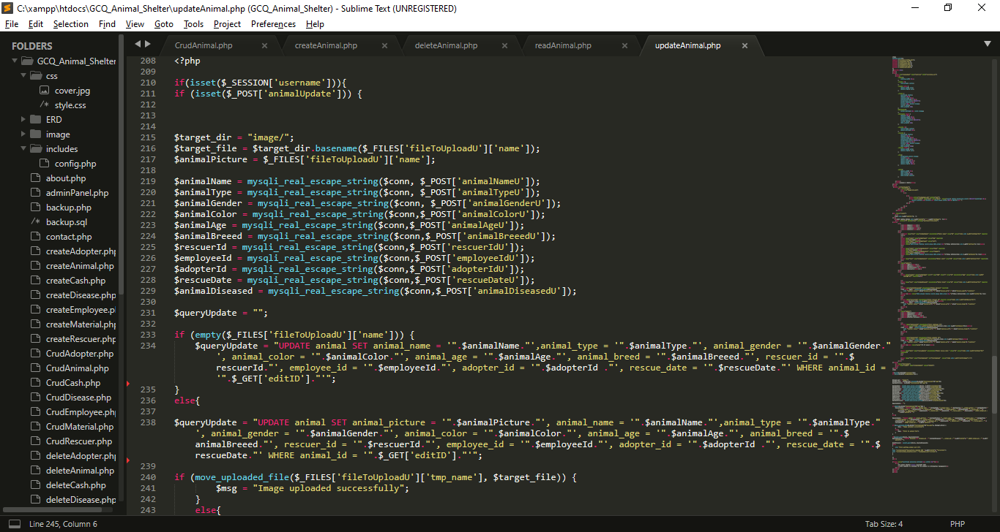 C:\xampp\htdocs\GCQ_Animal_Shelter\updateAnimal.php (GCQ_Animal_Shelter) - Sublime Text (UNREGISTERED)
File Edit Selection Find View Goto Tools Project Preferences Help
FOLDERS
GCQ_Animal_Shelter
css
cover.jpg
/* style.css
ERD
image
includes
config.php
about.php
adminPanel.php
backup.php
/* backup.sql
contact.php
createAdopter.php
createAnimal.php
createCash.php
createDisease.php
createEmployee.pl
createMaterial.php
createRescuer.php
CrudAdopter.php
CrudAnimal.php
CrudCash.php
CrudDisease.php
CrudEmployee.php
CrudMaterial.php
CrudRescuer.php
deleteAdopter.php
deleteAnimal.php
deleteCash.php
deleteDisease.php
CrudAnimal.php × createAnimal.php × deleteAnimal.php × readAnimal.php × updateAnimal.php ×
208 <?php
209
210 if(isset($_SESSION['username'])){
211 if (isset($_POST['animalUpdate'])) {
212
213
214
215 $target_dir = "image/";
216 $target_file = $target_dir.basename($_FILES['fileToUploadU']['name']);
217 $animalPicture = $_FILES['fileToUploadU']['name'];
218
219 $animalName = mysqli_real_escape_string($conn, $_POST['animalNameU']);
220 $animalType = mysqli_real_escape_string($conn, $_POST['animalTypeU']);
221 $animalGender = mysqli_real_escape_string($conn, $_POST['animalGenderU']);
222 $animalColor = mysqli_real_escape_string($conn,$_POST['animalColorU']);
223 $animalAge = mysqli_real_escape_string($conn,$_POST['animalAgeU']);
224 $animalBreeed = mysqli_real_escape_string($conn,$_POST['animalBreeedU']);
225 $rescuerId = mysqli_real_escape_string($conn,$_POST['rescuerIdU']);
226 $employeeId = mysqli_real_escape_string($conn,$_POST['employeeIdU']);
227 $adopterId = mysqli_real_escape_string($conn,$_POST['adopterIdU']);
228 $rescueDate = mysqli_real_escape_string($conn,$_POST['rescueDateU']);
229 $animalDiseased = mysqli_real_escape_string($conn,$_POST['animalDiseasedU']);
230
231 $queryUpdate = "";
232
233 if (empty($_FILES['fileToUploadU']['name'])) {
234 $queryUpdate = "UPDATE animal SET animal_name = '".$animalName."',animal_type = '".$animalType."', animal_gender = '".$animalGender."
', animal_color = '".$animalColor."', animal_age = '".$animalAge."', animal_breed = '".$animalBreeed."', rescuer_id = '".$
rescuerId."', employee_id = '".$employeeId."', adopter_id = '".$adopterId ."', rescue_date = '".$rescueDate."' WHERE animal_id =
'".$_GET['editID']."'";
235 }
236 else{
237
238 $queryUpdate = "UPDATE animal SET animal_picture = '".$animalPicture."', animal_name = '".$animalName."',animal_type = '".$animalType."
', animal_gender = '".$animalGender."', animal_color = '".$animalColor."', animal_age = '".$animalAge."', animal_breed = '".$
animalBreeed."', rescuer_id = '".$rescuerId."', employee_id = '".$employeeId."', adopter_id = '".$adopterId ."', rescue_date = '".$
rescueDate."' WHERE animal_id = '".$_GET['editID']."'";
239
240 if (move_uploaded_file($_FILES['fileToUploadU']['tmp_name'], $target_file)) {
241 $msg = "Image uploaded successfully";
242 }
243 else{
Line 245, Column 6 Tab Size: 4 PHP